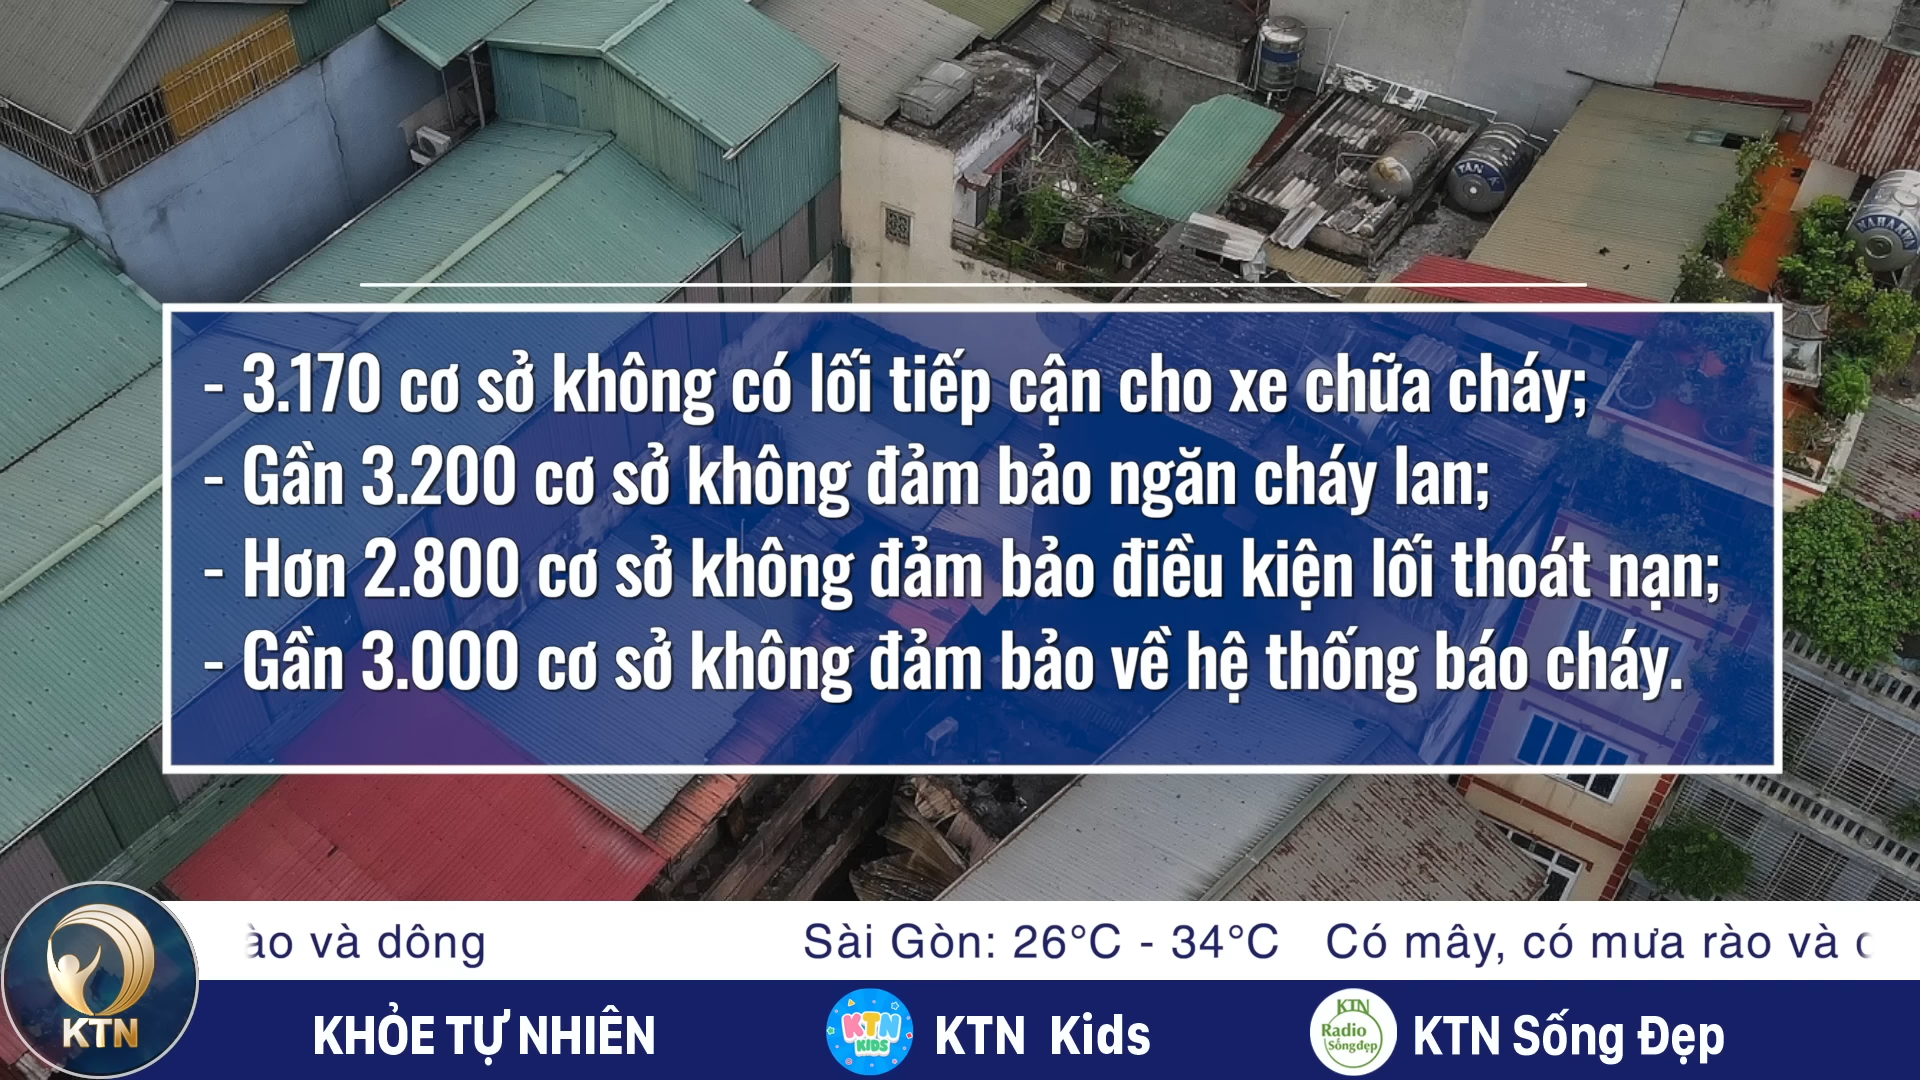 - 3.170 cơ sở không có lối tiếp cận cho xe chữa cháy;
- Gần 3.200 cơ sở không đảm bảo ngăn cháy lan;
- Hơn 2.800 cơ sở không đảm bảo điều kiện lối thoát nạn;
- Gần 3.000 cơ sở không đảm bảo về hệ thống báo cháy.
TAN A
và dông Sài Gòn: 26°C - 34°C Có mây, có mưa rào và
KTN
KHỎE TỰ NHIÊN
KTN KIDS
KTN Kids
KTN Radio Sống đẹp
KTN Sống Đẹp